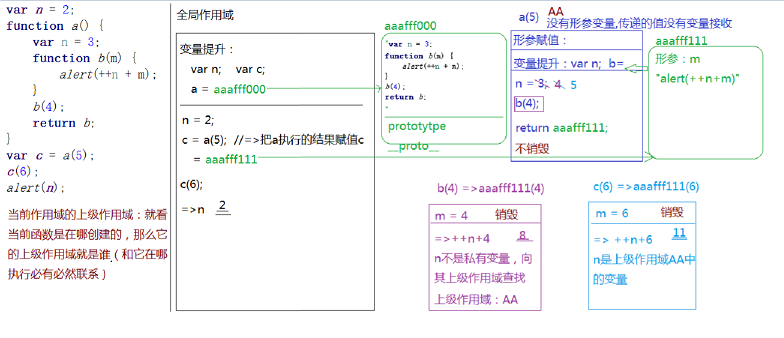 var n = 2;
function a() {
var n = 3;
function b(m) {
alert(++n + m);
}
b(4);
return b;
}
var c = a(5);
c(6);
alert(n);
当前作用域的上级作用域：就看
当前函数是在哪创建的，那么它
的上级作用域就是谁（和它在哪
执行必有必然联系）
全局作用域
变量提升：
var n; var c;
a = aaafff000
n = 2;
c = a(5); //=>把a执行的结果赋值c
= aaafff111
c(6);
=>n 2
aaafff000
"var n = 3;
function b(m) {
alert(++n + m);
}
b(4);
return b;
"
prototytpe
__proto__
a(5) AA
没有形参变量,传递的值没有变量接收
形参赋值：
变量提升：var n; b=
n = 3、4、5
b(4);
return aaafff111;
不销毁
aaafff111
形参：m
"alert(++n+m)"
b(4) =>aaafff111(4)
m = 4 销毁
=>++n+4 8
n不是私有变量，向
其上级作用域查找
上级作用域：AA
c(6) =>aaafff111(6)
m = 6 销毁
=> ++n+6 11
n是上级作用域AA中
的变量